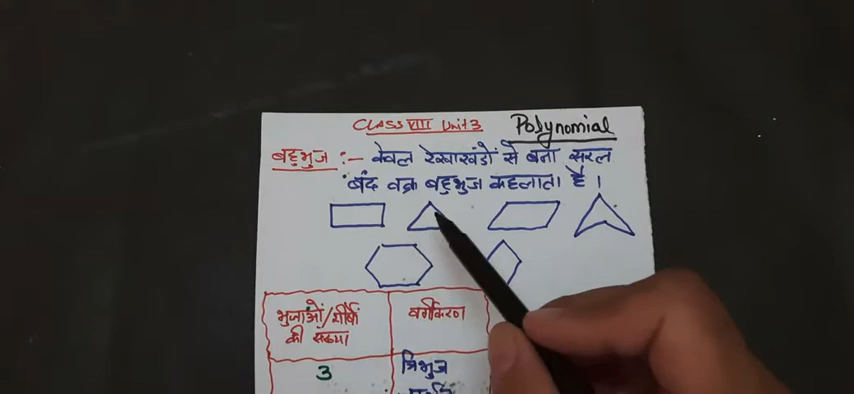 CLASS VIII Unit 3
Polynomial
बहुभुज :- केवल रेखाखंडों से बना सरल
बंद वक्र बहुभुज कहलाता है ।
भुजाओं/शीर्षों की संख्या
वर्गीकरण
3
त्रिभुज